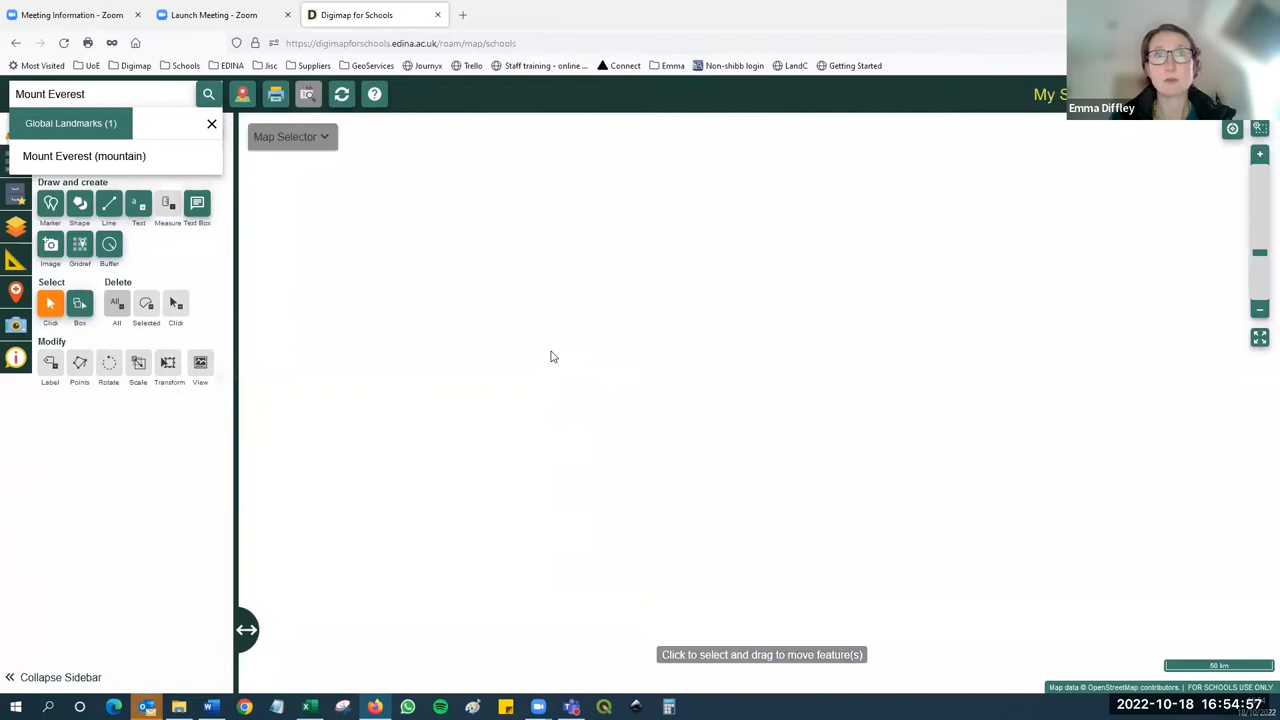 Meeting Information - Zoom
Launch Meeting - Zoom
Digimap for Schools
https://digimapforschools.edina.ac.uk/roam/map/schools
Most Visited UoE Digimap Schools EDINA Jisc Suppliers GeoServices Journyx Trello Staff training - online ... Connect Emma Non-shibb login LandC Getting Started
Mount Everest
My S
Emma Diffley
Global Landmarks (1)
Map Selector
Mount Everest (mountain)
Draw and create
Marker Shape Line Text Measure Text Box
Image Gridref Buffer
Select Delete
Click Box All Selected Click
Modify
Label Points Rotate Scale Transform View
Click to select and drag to move feature(s)
50 km
Collapse Sidebar
Map data © OpenStreetMap contributors. | FOR SCHOOLS USE ONLY.
2022-10-18 16:54:57
18/10/2022